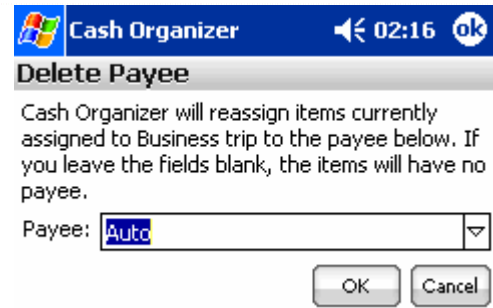 Cash Organizer 02:16 ok
Delete Payee
Cash Organizer will reassign items currently
assigned to Business trip to the payee below. If
you leave the fields blank, the items will have no
payee.
Payee: Auto
OK Cancel